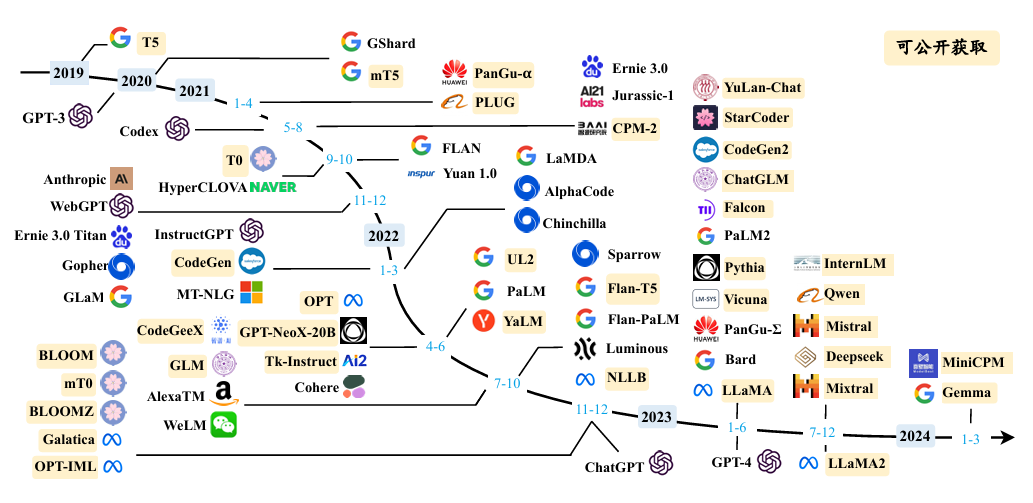 可公开获取
T5
2019
GShard
mT5
2020
GPT-3
2021
1-4
HUAWEI
PanGu-α
PLUG
Codex
5-8
Ernie 3.0
AI21 labs
Jurassic-1
BAAI
CPM-2
T0
HyperCLOVA
NAVER
9-10
FLAN
inspur
Yuan 1.0
Anthropic
WebGPT
Ernie 3.0 Titan
Gopher
GLaM
InstructGPT
11-12
2022
CodeGen
MT-NLG
1-3
LaMDA
AlphaCode
Chinchilla
OPT
CodeGeeX
GPT-NeoX-20B
GLM
Tk-Instruct
AI2
AlexaTM
Cohere
WeLM
4-6
UL2
PaLM
YaLM
BLOOM
mT0
BLOOMZ
Galatica
OPT-IML
7-10
Sparrow
Flan-T5
Flan-PaLM
Luminous
NLLB
11-12
ChatGPT
2023
YuLan-Chat
StarCoder
salesforce
CodeGen2
ChatGLM
TII
Falcon
PaLM2
Pythia
LM-SYS
Vicuna
HUAWEI
PanGu-Σ
Bard
LLaMA
1-6
GPT-4
InternLM
Qwen
Mistral
Deepseek
Mixtral
7-12
LLaMA2
2024
MiniCPM
Gemma
1-3